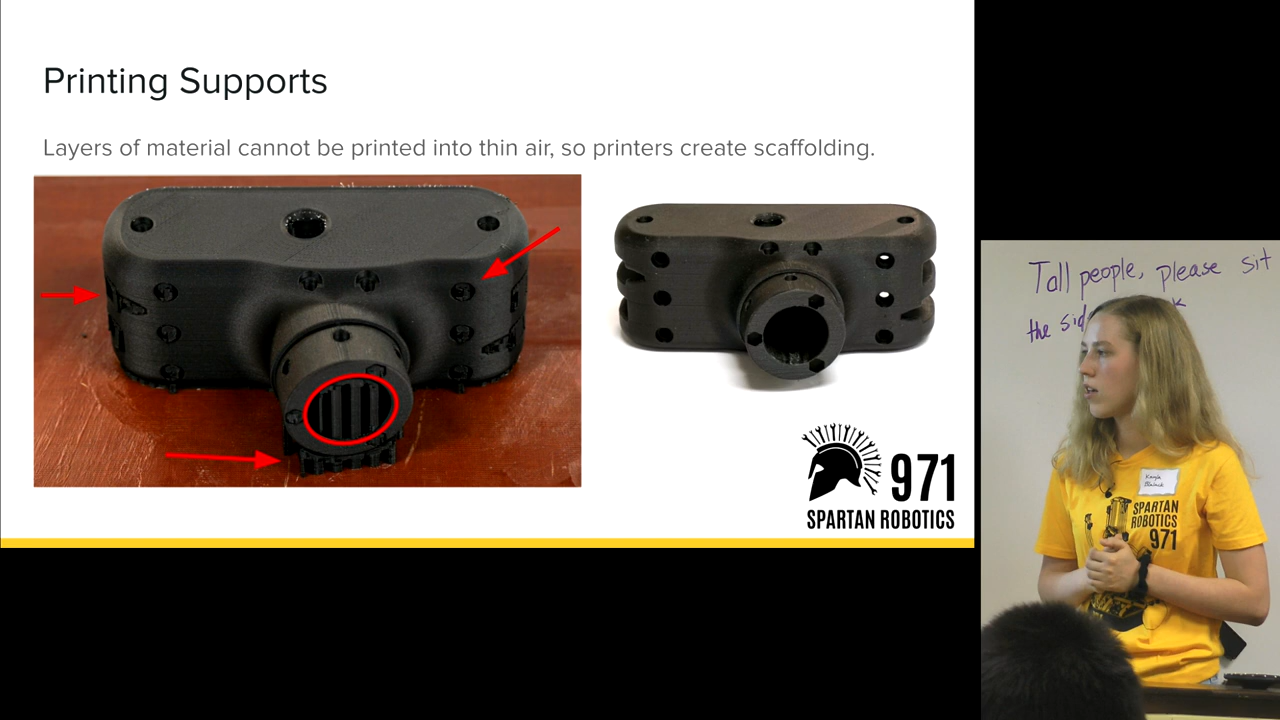 Printing Supports
Layers of material cannot be printed into thin air, so printers create scaffolding.
971
SPARTAN ROBOTICS
Tall people, please sit
the
SPARTAN
ROBOTICS
971